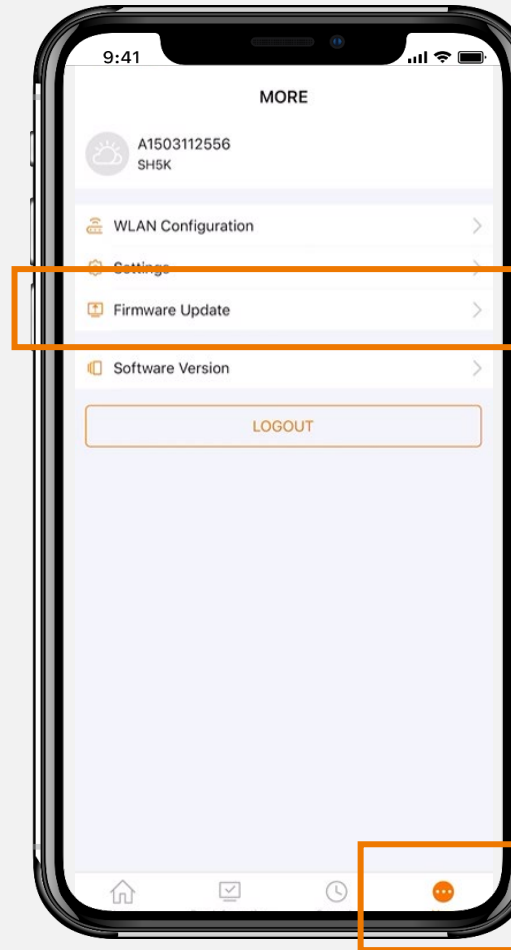 9:41
MORE
A1503112556
SH5K
WLAN Configuration
Settings
Firmware Update
Software Version
LOGOUT